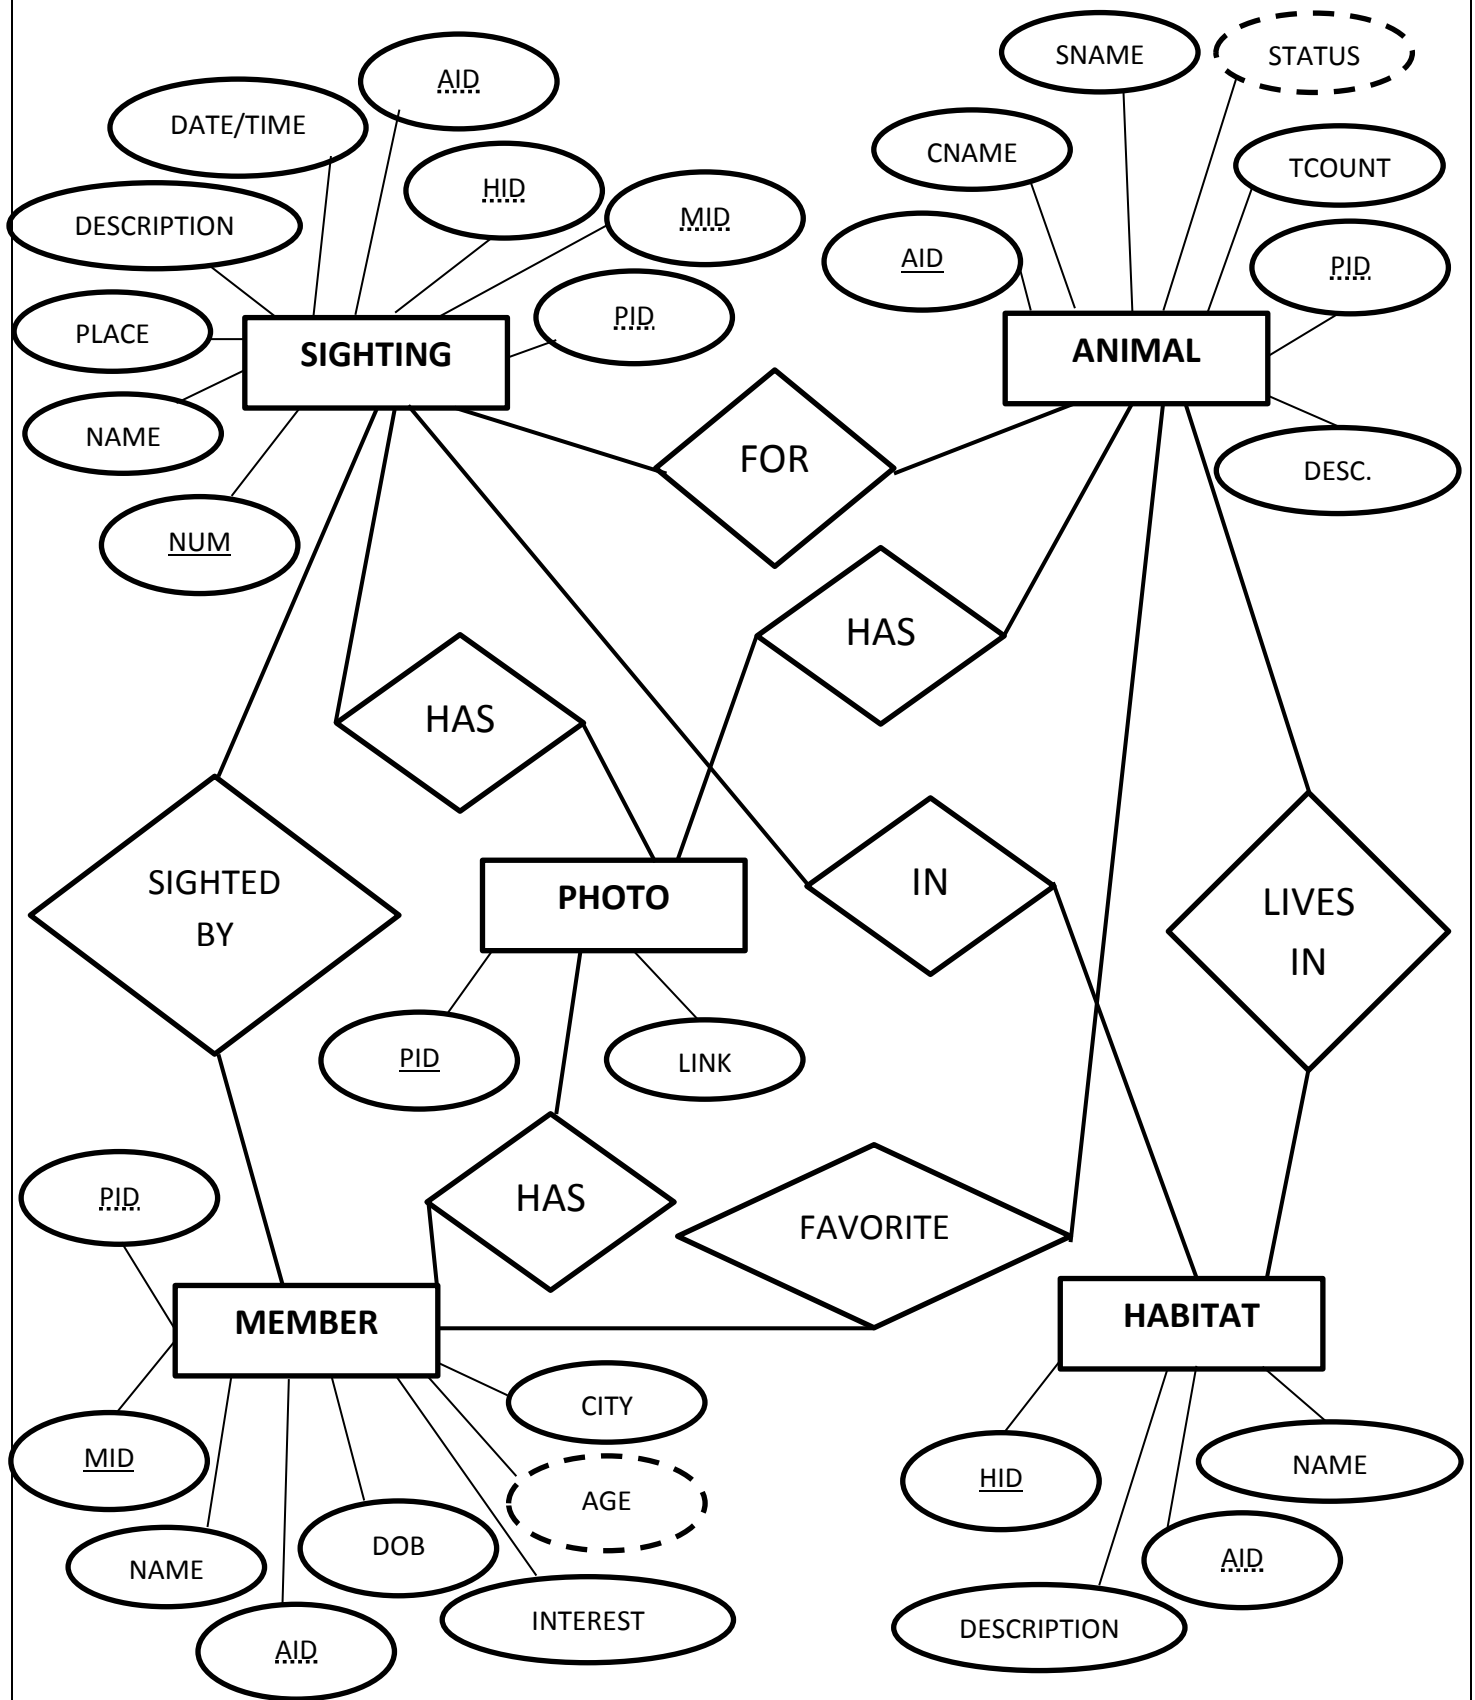 SNAME
STATUS
AID
DATE/TIME
CNAME
TCOUNT
HID
MID
DESCRIPTION
AID
PID
PID
PLACE
SIGHTING
ANIMAL
NAME
FOR
DESC.
NUM
HAS
HAS
SIGHTED
BY
PHOTO
IN
LIVES
IN
PID
LINK
PID
HAS
FAVORITE
MEMBER
HABITAT
CITY
MID
HID
NAME
AGE
NAME
DOB
AID
AID
INTEREST
DESCRIPTION